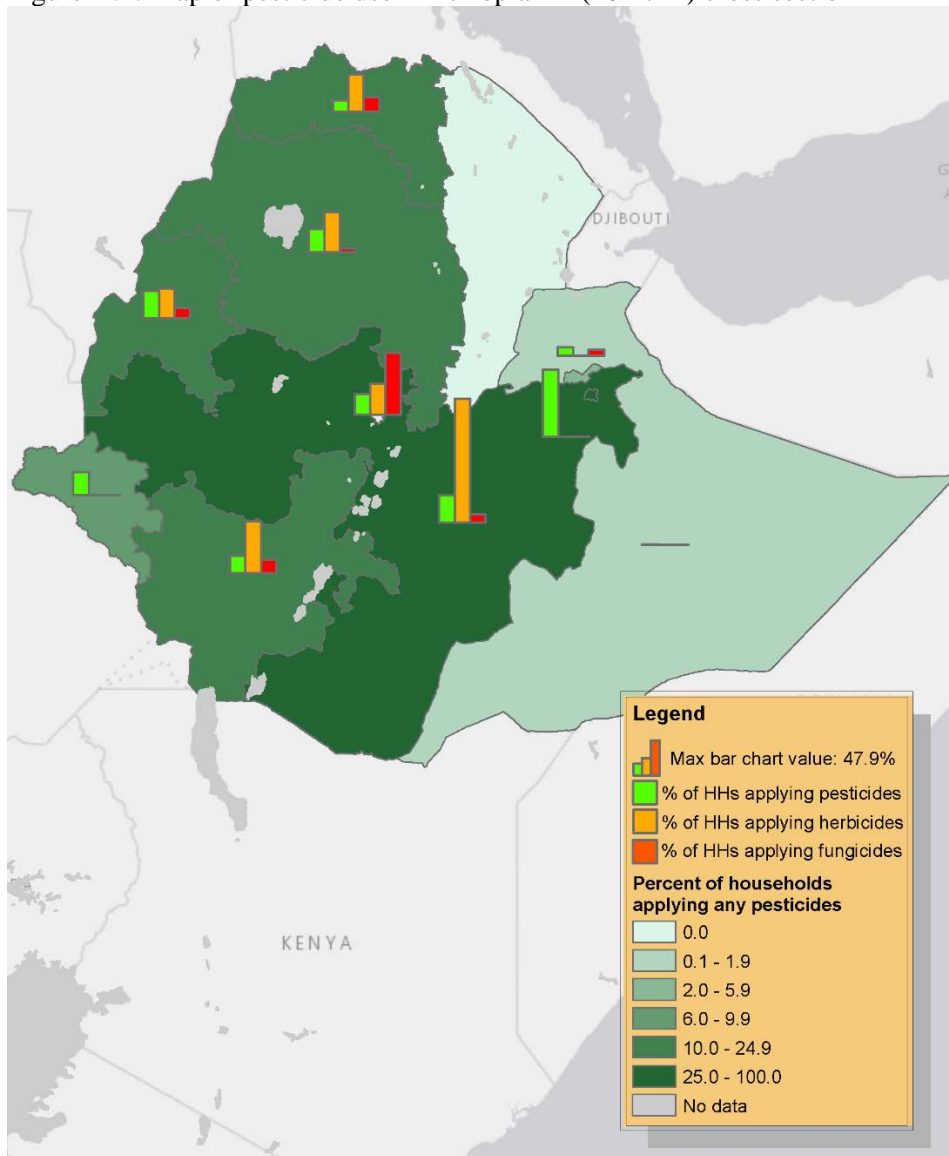 DJIBOUTI
KENYA
Legend
Max bar chart value: 47.9%
% of HHs applying pesticides
% of HHs applying herbicides
% of HHs applying fungicides
Percent of households
applying any pesticides
0.0
0.1 - 1.9
2.0 - 5.9
6.0 - 9.9
10.0 - 24.9
25.0 - 100.0
No data